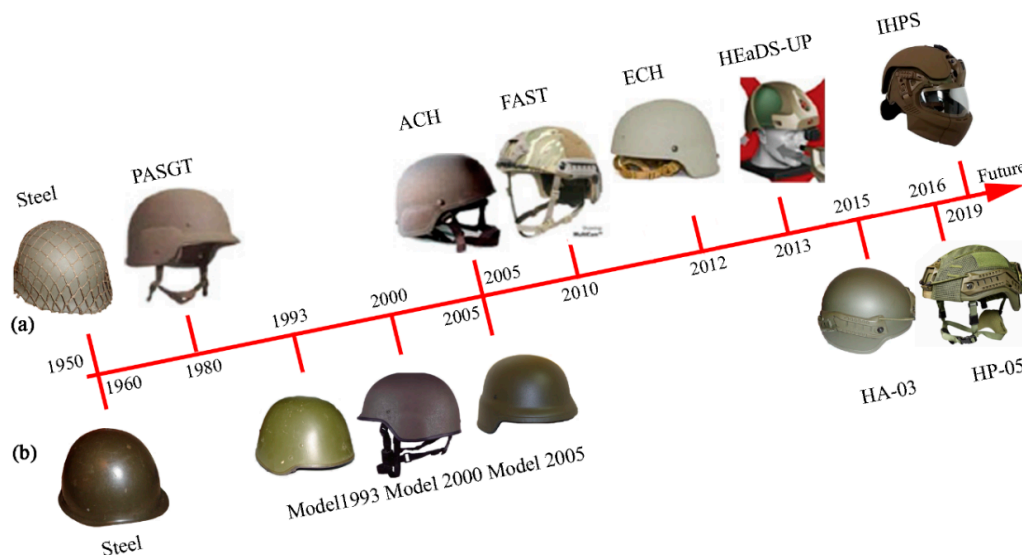 IHPS
HEaDS-UP
ECH
FAST
ACH
PASGT
Steel
MultiCam™
Future
(a)
1950
1960
1980
1993
2000
2005
2005
2010
2012
2013
2015
2016
2019
(b)
HA-03
HP-05
Model1993 Model 2000 Model 2005
Steel